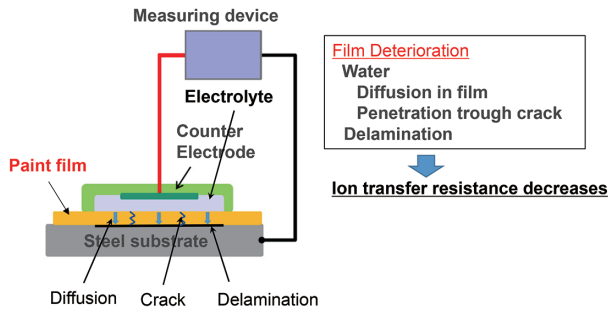 Measuring device
Electrolyte
Counter
Electrode
Paint film
Steel substrate
Diffusion
Crack
Delamination
Film Deterioration
Water
Diffusion in film
Penetration trough crack
Delamination
Ion transfer resistance decreases